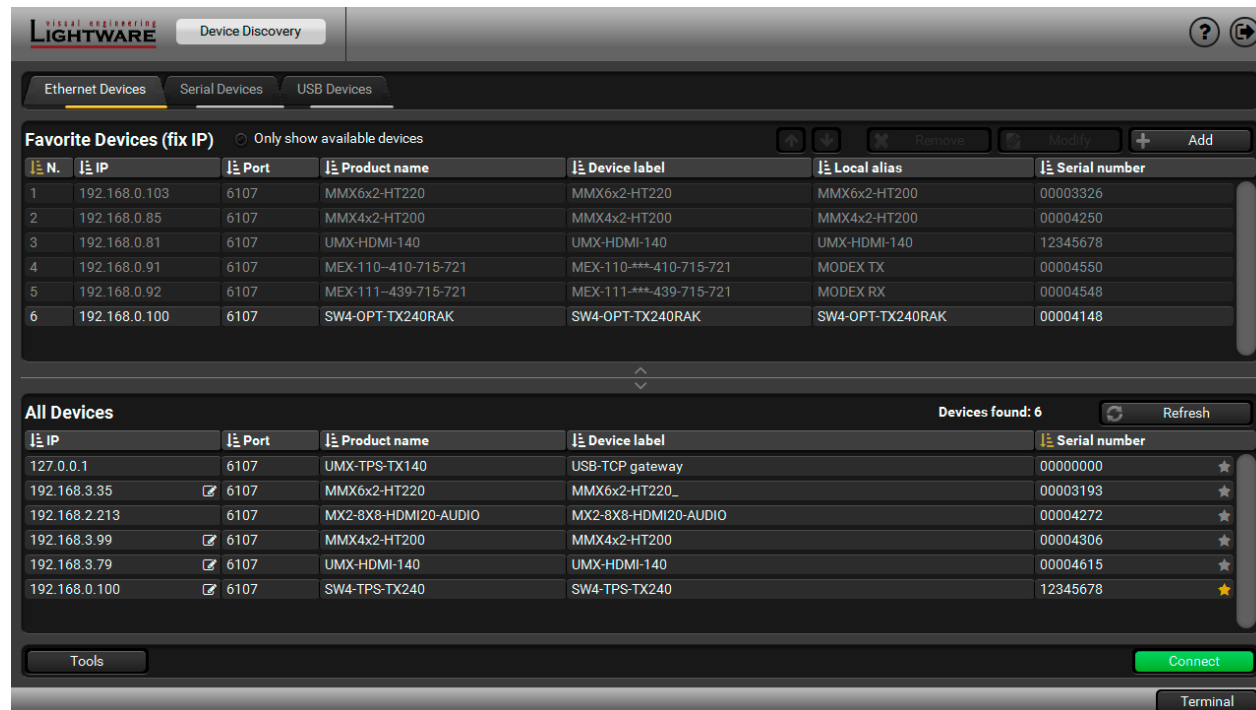 visual engineering
LIGHTWARE
Device Discovery
?
Ethernet Devices Serial Devices USB Devices
Favorite Devices (fix IP) Only show available devices Remove Modify Add
N. IP Port Product name Device label Local alias Serial number
1 192.168.0.103 6107 MMX6x2-HT220 MMX6x2-HT220 MMX6x2-HT200 00003326
2 192.168.0.85 6107 MMX4x2-HT200 MMX4x2-HT200 MMX4x2-HT200 00004250
3 192.168.0.81 6107 UMX-HDMI-140 UMX-HDMI-140 UMX-HDMI-140 12345678
4 192.168.0.91 6107 MEX-110--410-715-721 MEX-110-***-410-715-721 MODEX TX 00004550
5 192.168.0.92 6107 MEX-111--439-715-721 MEX-111-***-439-715-721 MODEX RX 00004548
6 192.168.0.100 6107 SW4-OPT-TX240RAK SW4-OPT-TX240RAK SW4-OPT-TX240RAK 00004148
All Devices Devices found: 6 Refresh
IP Port Product name Device label Serial number
127.0.0.1 6107 UMX-TPS-TX140 USB-TCP gateway 00000000
192.168.3.35 6107 MMX6x2-HT220 MMX6x2-HT220_ 00003193
192.168.2.213 6107 MX2-8X8-HDMI20-AUDIO MX2-8X8-HDMI20-AUDIO 00004272
192.168.3.99 6107 MMX4x2-HT200 MMX4x2-HT200 00004306
192.168.3.79 6107 UMX-HDMI-140 UMX-HDMI-140 00004615
192.168.0.100 6107 SW4-TPS-TX240 SW4-TPS-TX240 12345678
Tools Connect
Terminal